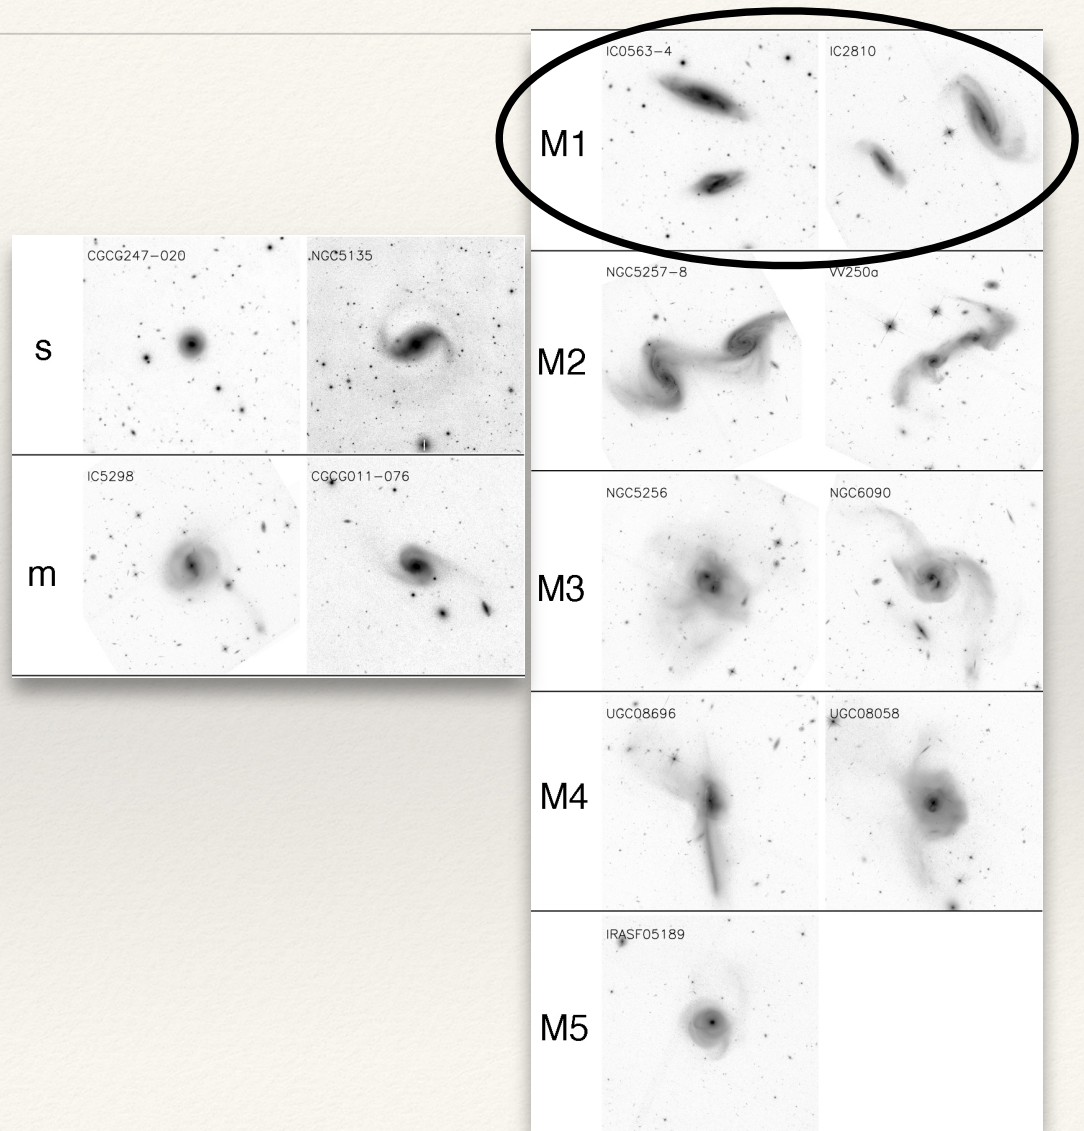 IC0563-4 IC2810
M1
CGCG247-020 NGC5135
s
IC5298 CGCG011-076
m
NGC5257-8 VV250a
M2
NGC5256 NGC6090
M3
UGC08696 UGC08058
M4
IRASF05189
M5